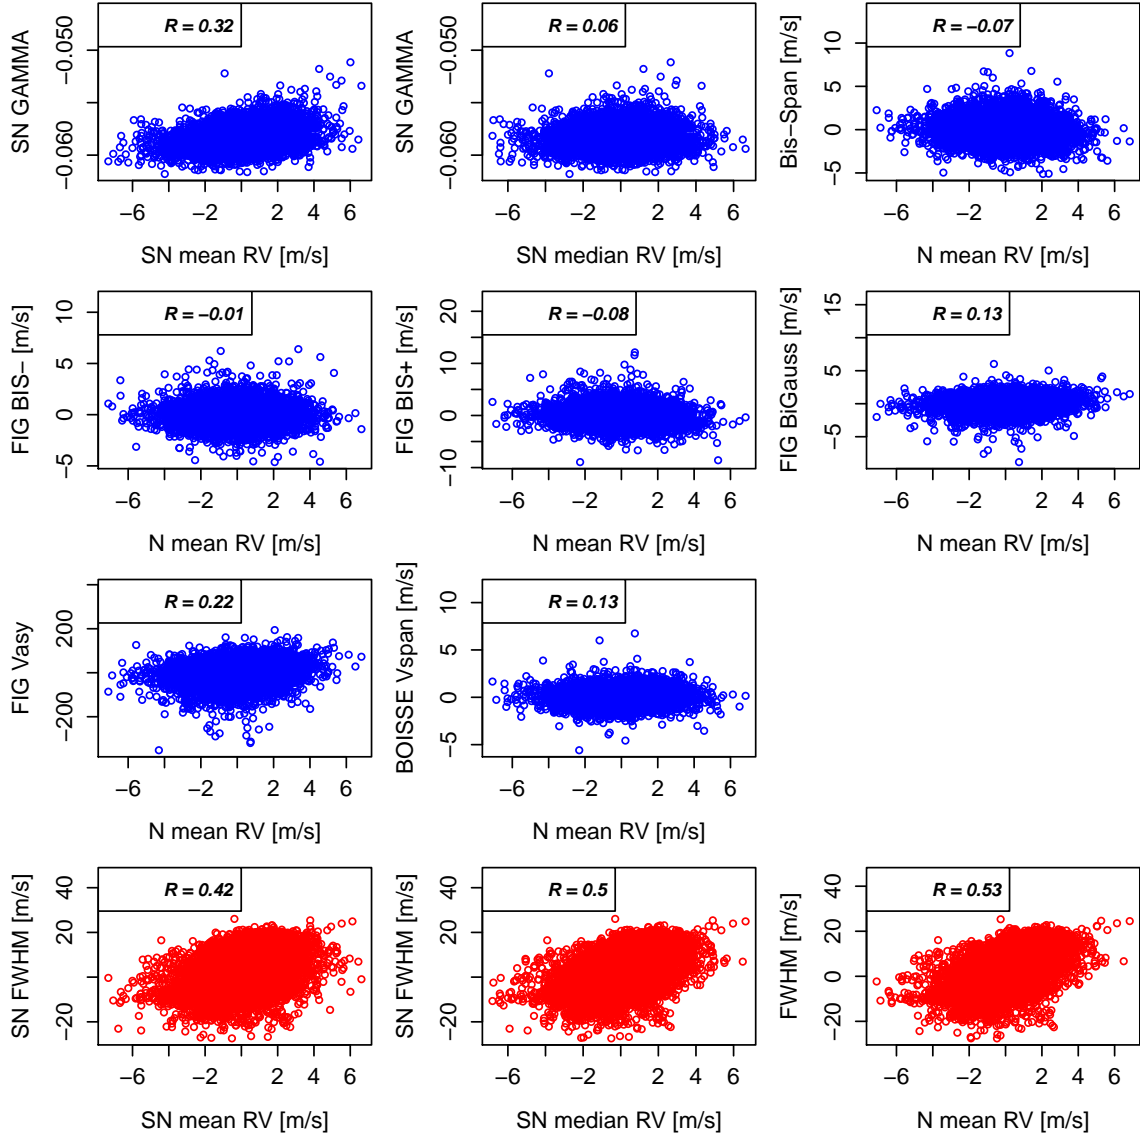 SN GAMMA
−0.060
−0.050
R = 0.32
−6 −2 2 4 6
SN mean RV [m/s]
SN GAMMA
−0.060
−0.050
R = 0.06
−6 −2 2 4 6
SN median RV [m/s]
Bis−Span [m/s]
−5 0 5 10
R = −0.07
−6 −2 2 4 6
N mean RV [m/s]
FIG BIS− [m/s]
−5 0 5 10
R = −0.01
−6 −2 2 4 6
N mean RV [m/s]
FIG BIS+ [m/s]
−10 0 10 20
R = −0.08
−6 −2 2 4 6
N mean RV [m/s]
FIG BiGauss [m/s]
−5 5 15
R = 0.13
−6 −2 2 4 6
N mean RV [m/s]
FIG Vasy
−200 0 200
R = 0.22
−6 −2 2 4 6
N mean RV [m/s]
BOISSE Vspan [m/s]
−5 0 5 10
R = 0.13
−6 −2 2 4 6
N mean RV [m/s]
SN FWHM [m/s]
−20 20 40
R = 0.42
−6 −2 2 4 6
SN mean RV [m/s]
SN FWHM [m/s]
−20 20 40
R = 0.5
−6 −2 2 4 6
SN median RV [m/s]
FWHM [m/s]
−20 0 20 40
R = 0.53
−6 −2 2 4 6
N mean RV [m/s]